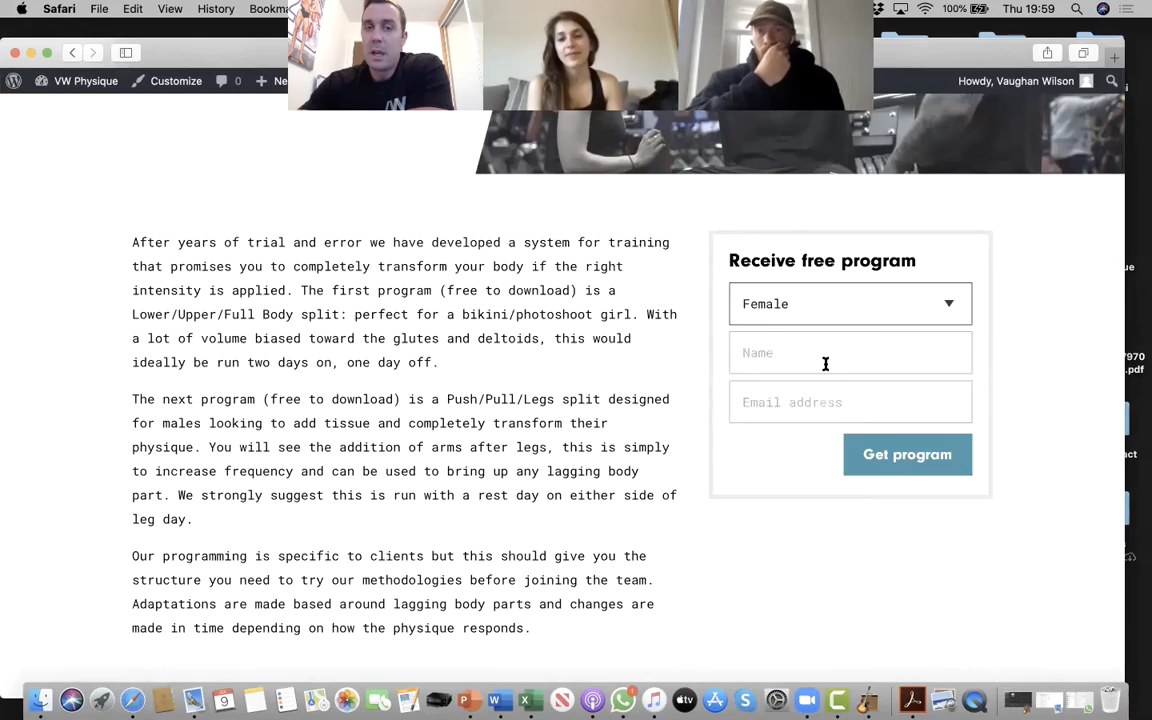 Safari File Edit View History Bookm
100% Thu 19:59
VW Physique Customize 0 + Ne
Howdy, Vaughan Wilson
After years of trial and error we have developed a system for training
that promises you to completely transform your body if the right
intensity is applied. The first program (free to download) is a
Lower/Upper/Full Body split: perfect for a bikini/photoshoot girl. With
a lot of volume biased toward the glutes and deltoids, this would
ideally be run two days on, one day off.
The next program (free to download) is a Push/Pull/Legs split designed
for males looking to add tissue and completely transform their
physique. You will see the addition of arms after legs, this is simply
to increase frequency and can be used to bring up any lagging body
part. We strongly suggest this is run with a rest day on either side of
leg day.
Our programming is specific to clients but this should give you the
structure you need to try our methodologies before joining the team.
Adaptations are made based around lagging body parts and changes are
made in time depending on how the physique responds.
Receive free program
Female
Name
Email address
Get program
ue
970
.pdf
act
9
tv